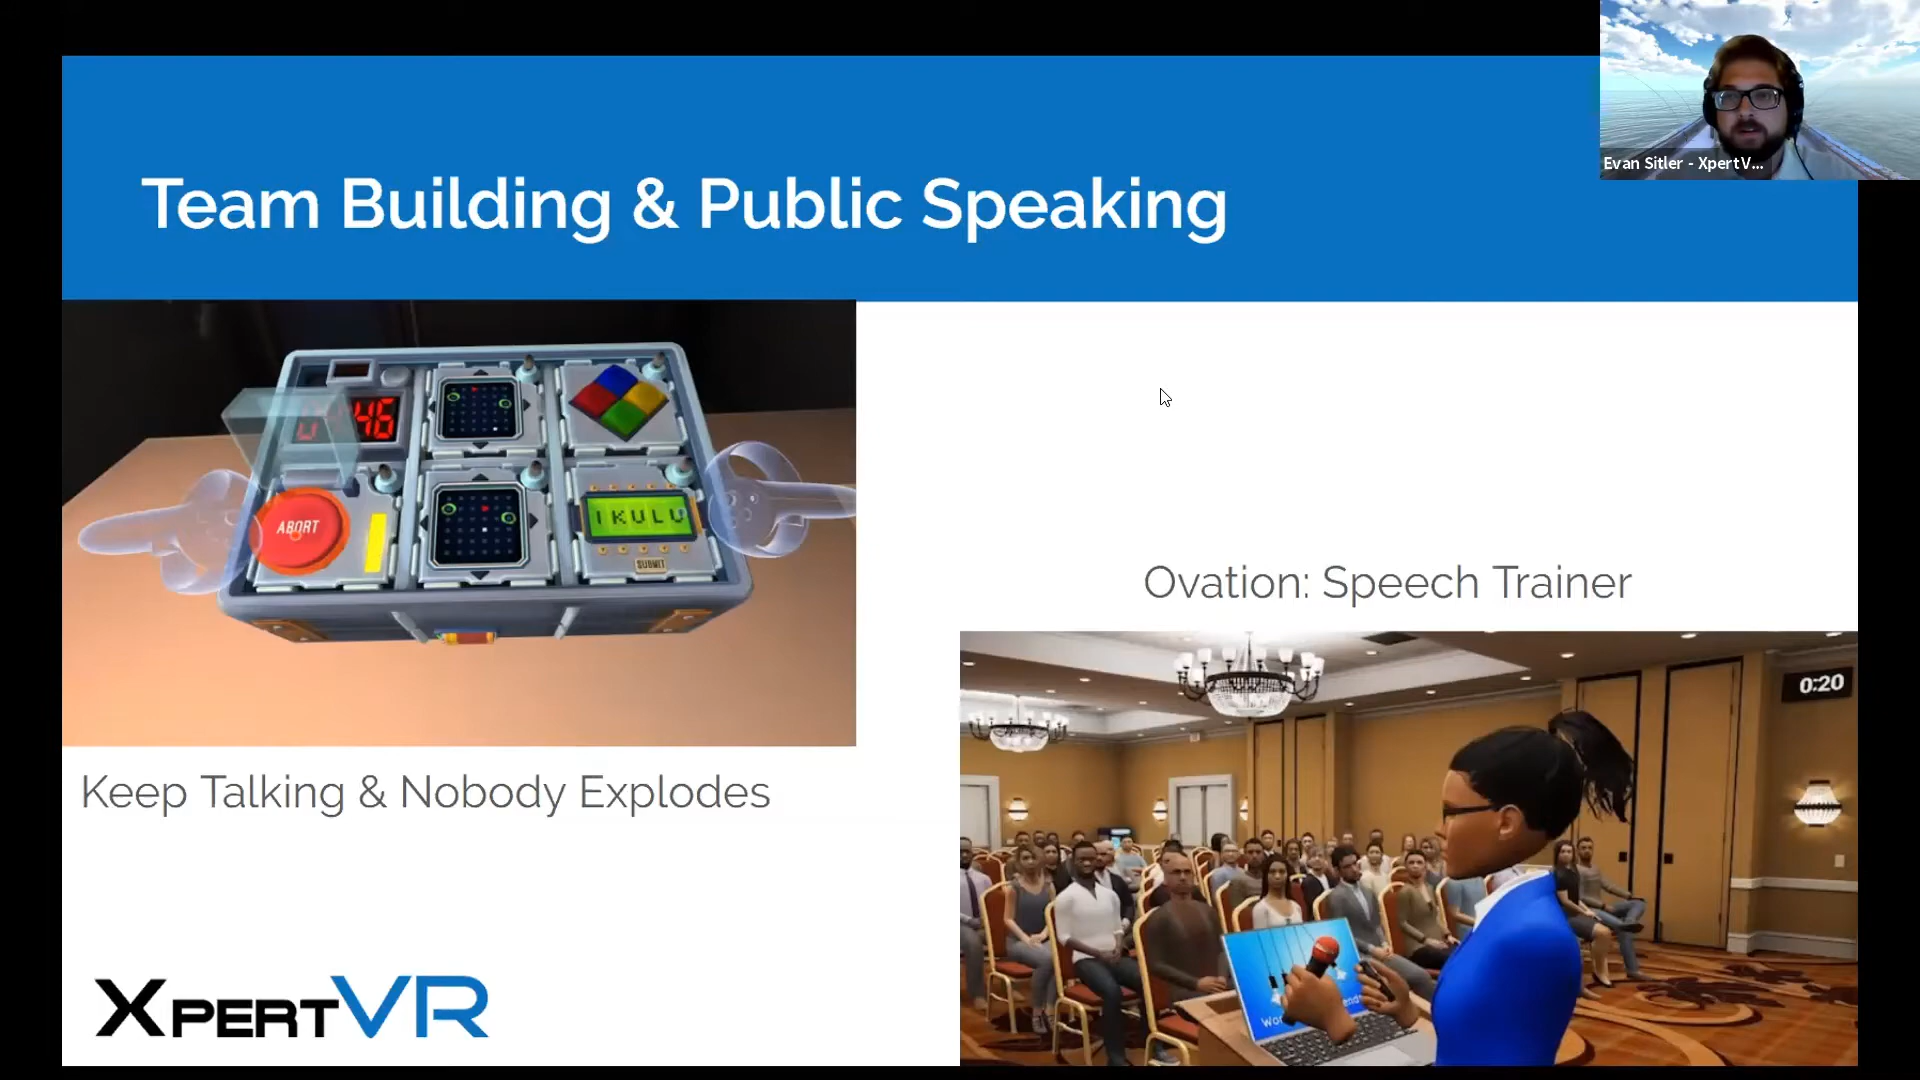 Evan Sitler - XpertV...
Team Building & Public Speaking
46
ABORT
IKULU
SUBMIT
Keep Talking & Nobody Explodes
Ovation: Speech Trainer
0:20
XPERTVR